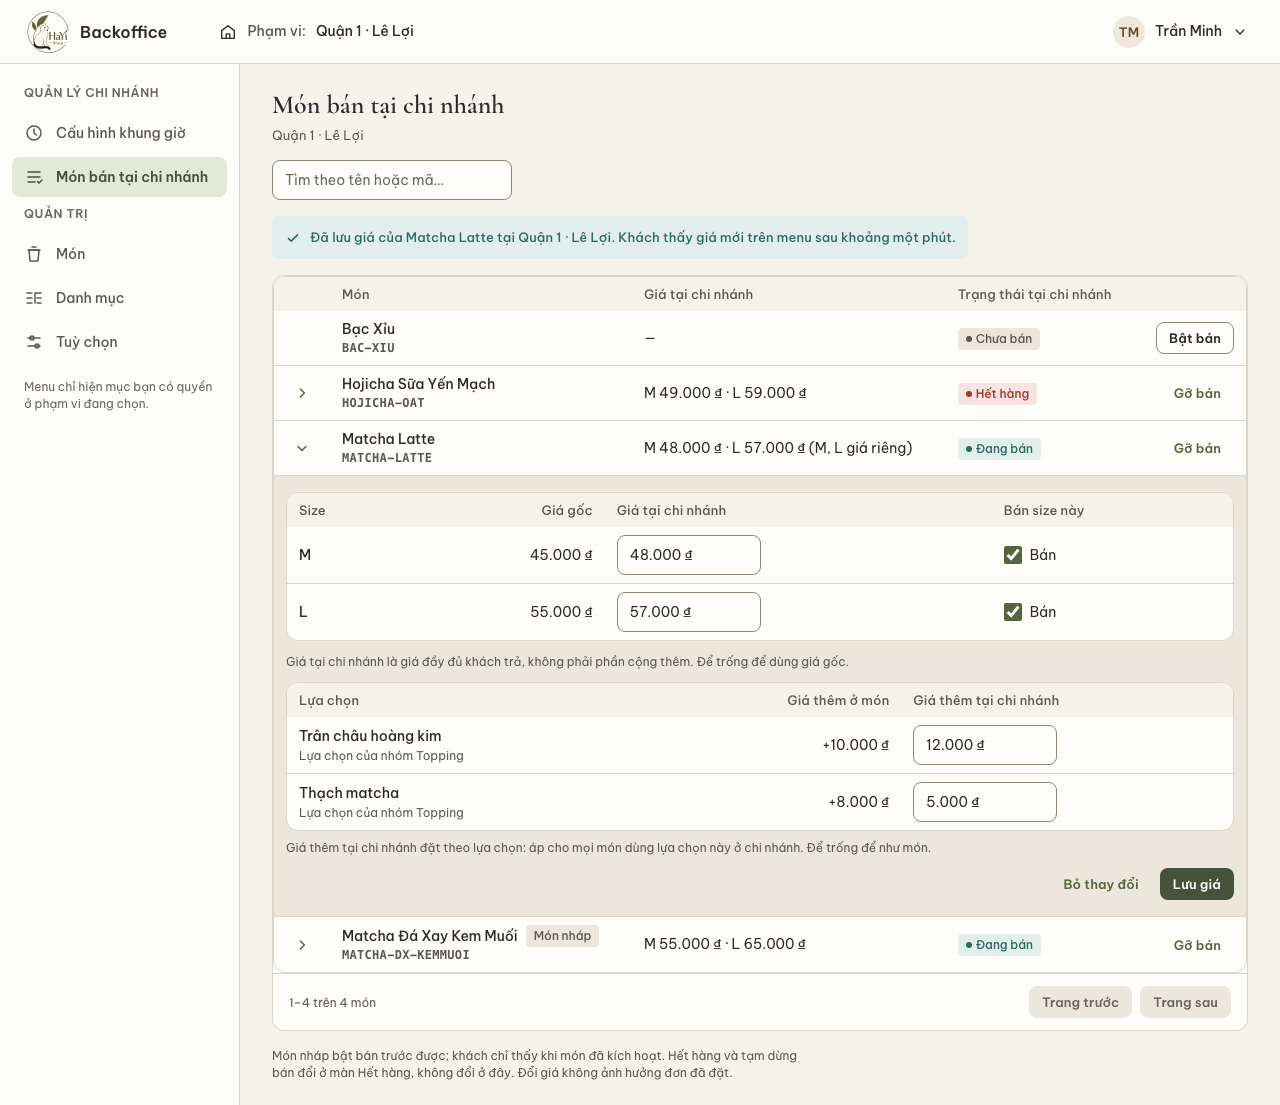 HaYi
Shop
Backoffice
Phạm vi: Quận 1 · Lê Lợi
TM
Trần Minh
QUẢN LÝ CHI NHÁNH
Cấu hình khung giờ
Món bán tại chi nhánh
QUẢN TRỊ
Món
Danh mục
Tuỳ chọn
Menu chỉ hiện mục bạn có quyền
ở phạm vi đang chọn.
Món bán tại chi nhánh
Quận 1 · Lê Lợi
Tìm theo tên hoặc mã...
Đã lưu giá của Matcha Latte tại Quận 1 · Lê Lợi. Khách thấy giá mới trên menu sau khoảng một phút.
Món Giá tại chi nhánh Trạng thái tại chi nhánh
Bạc Xỉu
BAC-XIU
— Chưa bán Bật bán
Hojicha Sữa Yến Mạch
HOJICHA-OAT
M 49.000 ₫ · L 59.000 ₫ Hết hàng Gỡ bán
Matcha Latte
MATCHA-LATTE
M 48.000 ₫ · L 57.000 ₫ (M, L giá riêng) Đang bán Gỡ bán
Size Giá gốc Giá tại chi nhánh Bán size này
M 45.000 ₫ 48.000 ₫ Bán
L 55.000 ₫ 57.000 ₫ Bán
Giá tại chi nhánh là giá đầy đủ khách trả, không phải phần cộng thêm. Để trống để dùng giá gốc.
Lựa chọn Giá thêm ở món Giá thêm tại chi nhánh
Trân châu hoàng kim
Lựa chọn của nhóm Topping
+10.000 ₫ 12.000 ₫
Thạch matcha
Lựa chọn của nhóm Topping
+8.000 ₫ 5.000 ₫
Giá thêm tại chi nhánh đặt theo lựa chọn: áp cho mọi món dùng lựa chọn này ở chi nhánh. Để trống để như món.
Bỏ thay đổi Lưu giá
Matcha Đá Xay Kem Muối Món nháp
MATCHA-DX-KEMMUOI
M 55.000 ₫ · L 65.000 ₫ Đang bán Gỡ bán
1–4 trên 4 món Trang trước Trang sau
Món nháp bật bán trước được; khách chỉ thấy khi món đã kích hoạt. Hết hàng và tạm dừng
bán đổi ở màn Hết hàng, không đổi ở đây. Đổi giá không ảnh hưởng đơn đã đặt.